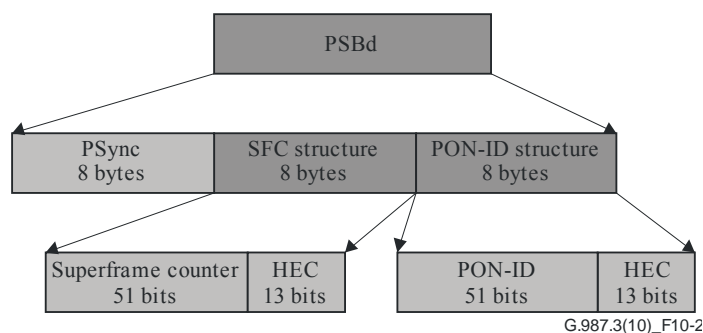 PSBd
PSync
8 bytes
SFC structure
8 bytes
PON-ID structure
8 bytes
Superframe counter
51 bits
HEC
13 bits
PON-ID
51 bits
HEC
13 bits
G.987.3(10)_F10-2